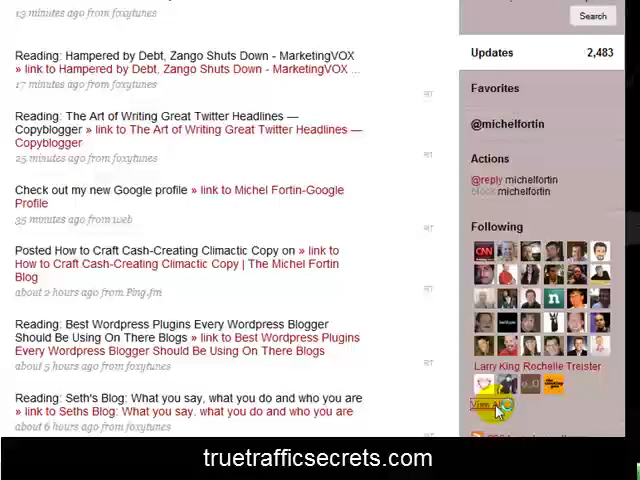 13 minutes ago from foxytunes
Search
Reading: Hampered by Debt, Zango Shuts Down - MarketingVOX
» link to Hampered by Debt, Zango Shuts Down - MarketingVOX ...
17 minutes ago from foxytunes
Reading: The Art of Writing Great Twitter Headlines —
Copyblogger » link to The Art of Writing Great Twitter Headlines —
Copyblogger
25 minutes ago from foxytunes
Check out my new Google profile » link to Michel Fortin-Google
Profile
35 minutes ago from web
Posted How to Craft Cash-Creating Climactic Copy on » link to
How to Craft Cash-Creating Climactic Copy | The Michel Fortin
Blog
about 2 hours ago from Ping.fm
Reading: Best Wordpress Plugins Every Wordpress Blogger
Should Be Using On There Blogs » link to Best Wordpress Plugins
Every Wordpress Blogger Should Be Using On There Blogs
about 5 hours ago from foxytunes
Reading: Seth's Blog: What you say, what you do and who you are
» link to Seths Blog: What you say, what you do and who you are
about 6 hours ago from foxytunes
Updates 2,483
Favorites
@michelfortin
Actions
@reply michelfortin
block michelfortin
Following
CNN
n
Larry King Rochelle Treister
View All
truetrafficsecrets.com